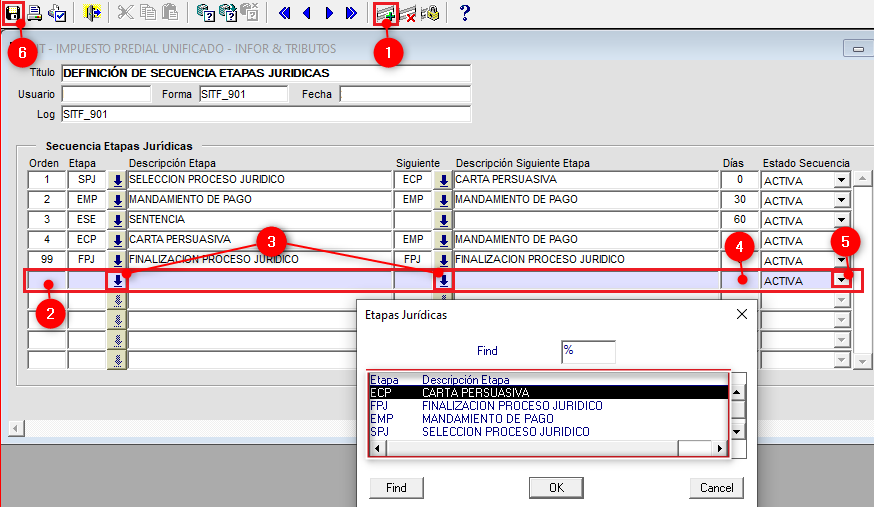 ?
6
1
T - IMPUESTO PREDIAL UNIFICADO - INFOR & TRIBUTOS
Título DEFINICIÓN DE SECUENCIA ETAPAS JURIDICAS
Usuario Forma SITF_901 Fecha
Log SITF_901
Secuencia Etapas Jurídicas
Orden Etapa Descripción Etapa Siguiente Descripción Siguiente Etapa Días Estado Secuencia
1 SPJ SELECCION PROCESO JURIDICO ECP CARTA PERSUASIVA 0 ACTIVA
2 EMP MANDAMIENTO DE PAGO EMP MANDAMIENTO DE PAGO 30 ACTIVA
3 ESE SENTENCIA 60 ACTIVA
4 ECP CARTA PERSUASIVA EMP MANDAMIENTO DE PAGO ACTIVA
99 FPJ FINALIZACION PROCESO JURIDICO FPJ FINALIZACION PROCESO JURIDICO ACTIVA
3
4
5
ACTIVA
2
Etapas Jurídicas
Find %
Etapa Descripción Etapa
ECP CARTA PERSUASIVA
FPJ FINALIZACION PROCESO JURIDICO
EMP MANDAMIENTO DE PAGO
SPJ SELECCION PROCESO JURIDICO
Find OK Cancel